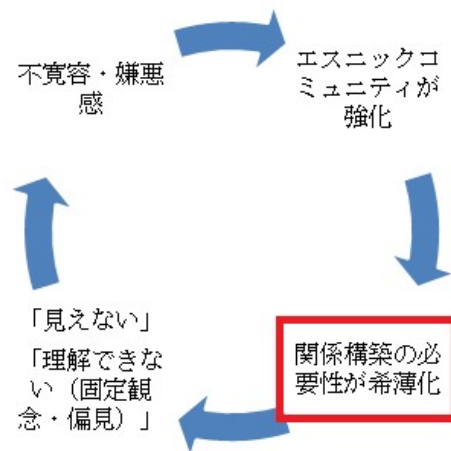 不寛容・嫌悪
感
エスニックコ
ミュニティが
強化
関係構築の必
要性が希薄化
「見えない」
「理解できな
い（固定観
念・偏見）」